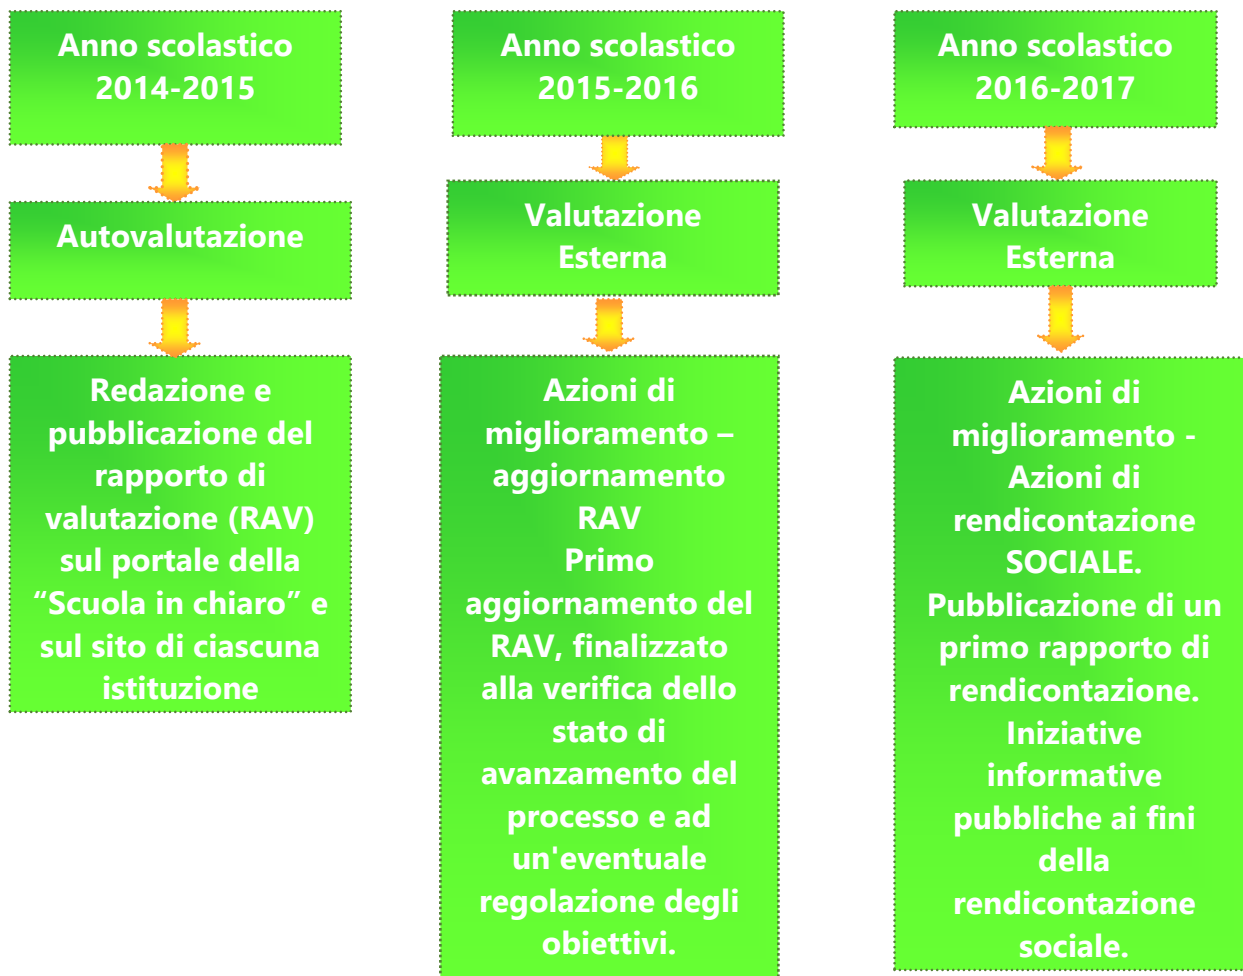 Anno scolastico
2014-2015
Autovalutazione
Redazione e
pubblicazione del
rapporto di
valutazione (RAV)
sul portale della
“Scuola in chiaro” e
sul sito di ciascuna
istituzione
Anno scolastico
2015-2016
Valutazione
Esterna
Azioni di
miglioramento –
aggiornamento
RAV
Primo
aggiornamento del
RAV, finalizzato
alla verifica dello
stato di
avanzamento del
processo e ad
un'eventuale
regolazione degli
obiettivi.
Anno scolastico
2016-2017
Valutazione
Esterna
Azioni di
miglioramento -
Azioni di
rendicontazione
SOCIALE.
Pubblicazione di un
primo rapporto di
rendicontazione.
Iniziative
informative
pubbliche ai fini
della
rendicontazione
sociale.